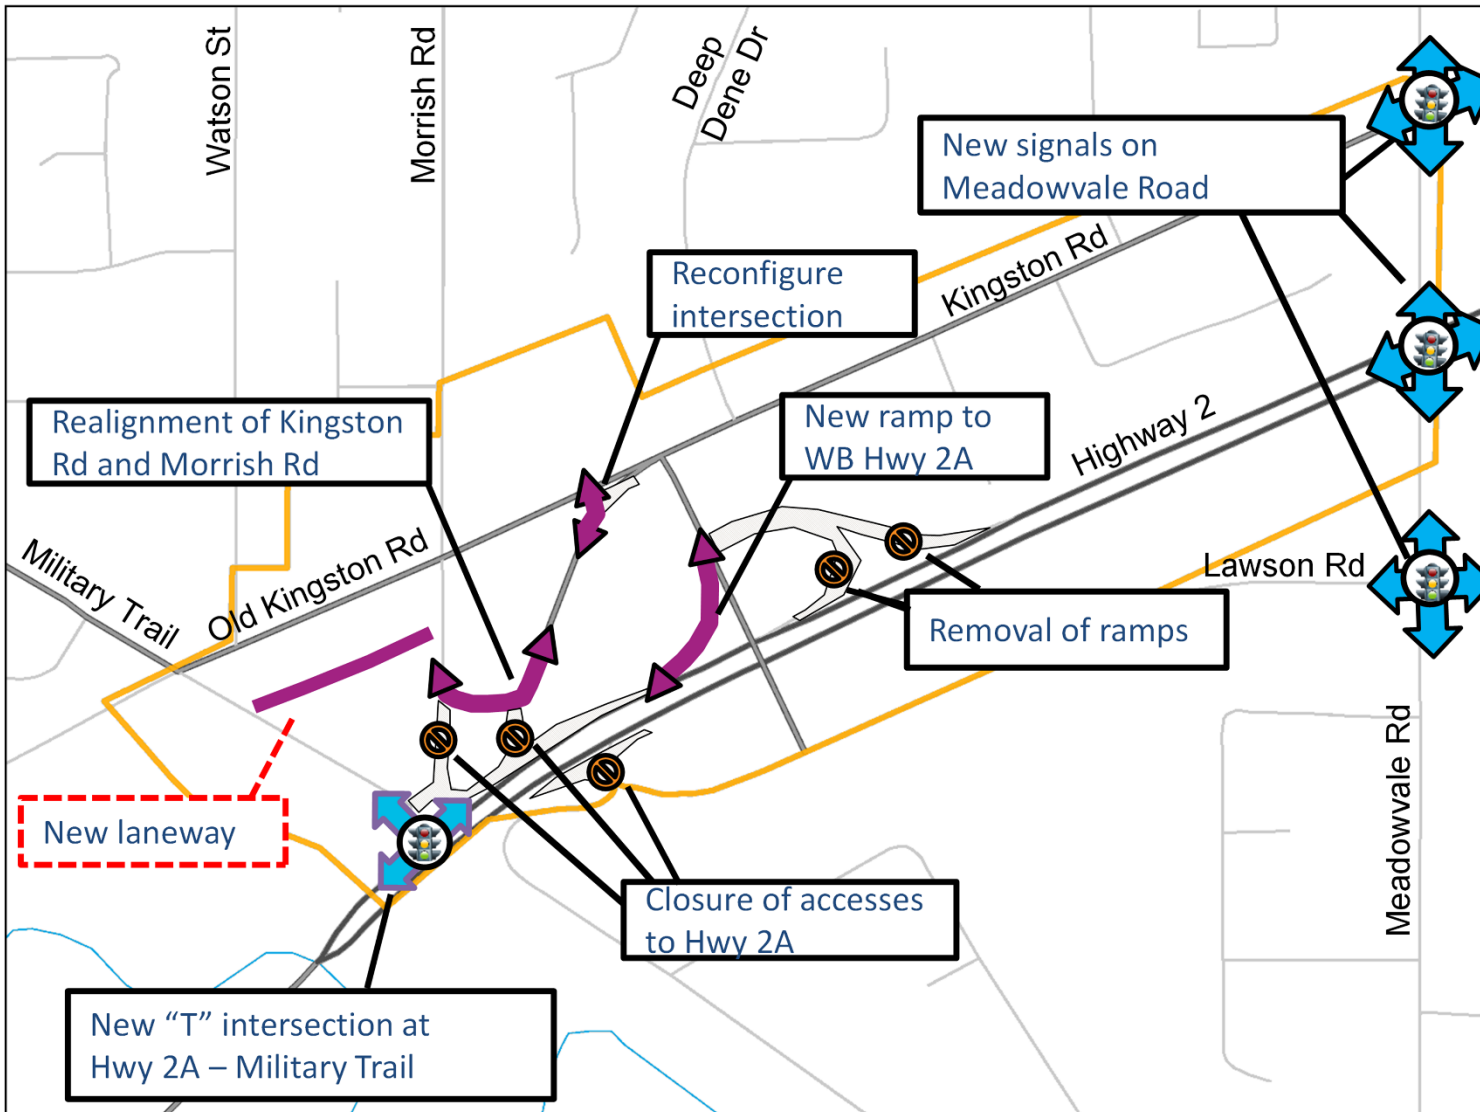 Watson St
Morrish Rd
Deep
Dene Dr
New signals on
Meadowvale Road
Kingston Rd
Reconfigure
intersection
Realignment of Kingston
Rd and Morrish Rd
New ramp to
WB Hwy 2A
Highway 2
Military Trail
Old Kingston Rd
Lawson Rd
Removal of ramps
New laneway
Meadowvale Rd
Closure of accesses
to Hwy 2A
New “T” intersection at
Hwy 2A – Military Trail